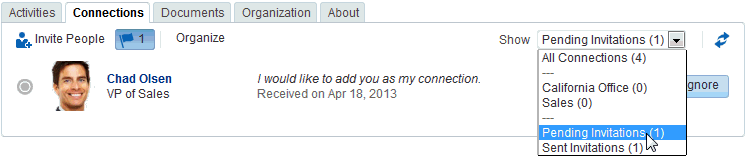 Activities Connections Documents Organization About
Invite People 1 Organize Show Pending Invitations (1)
All Connections (4)
---
California Office (0)
Sales (0)
---
Pending Invitations (1)
Sent Invitations (1)
Chad Olsen I would like to add you as my connection.
VP of Sales Received on Apr 18, 2013
gnore